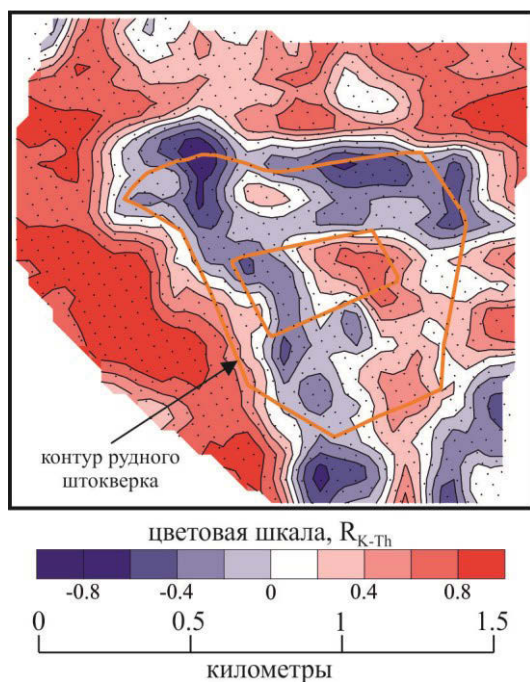 контур рудного
штокверка
цветовая шкала, R_K-Th
-0.8 -0.4 0 0.4 0.8
0 0.5 1 1.5
километры